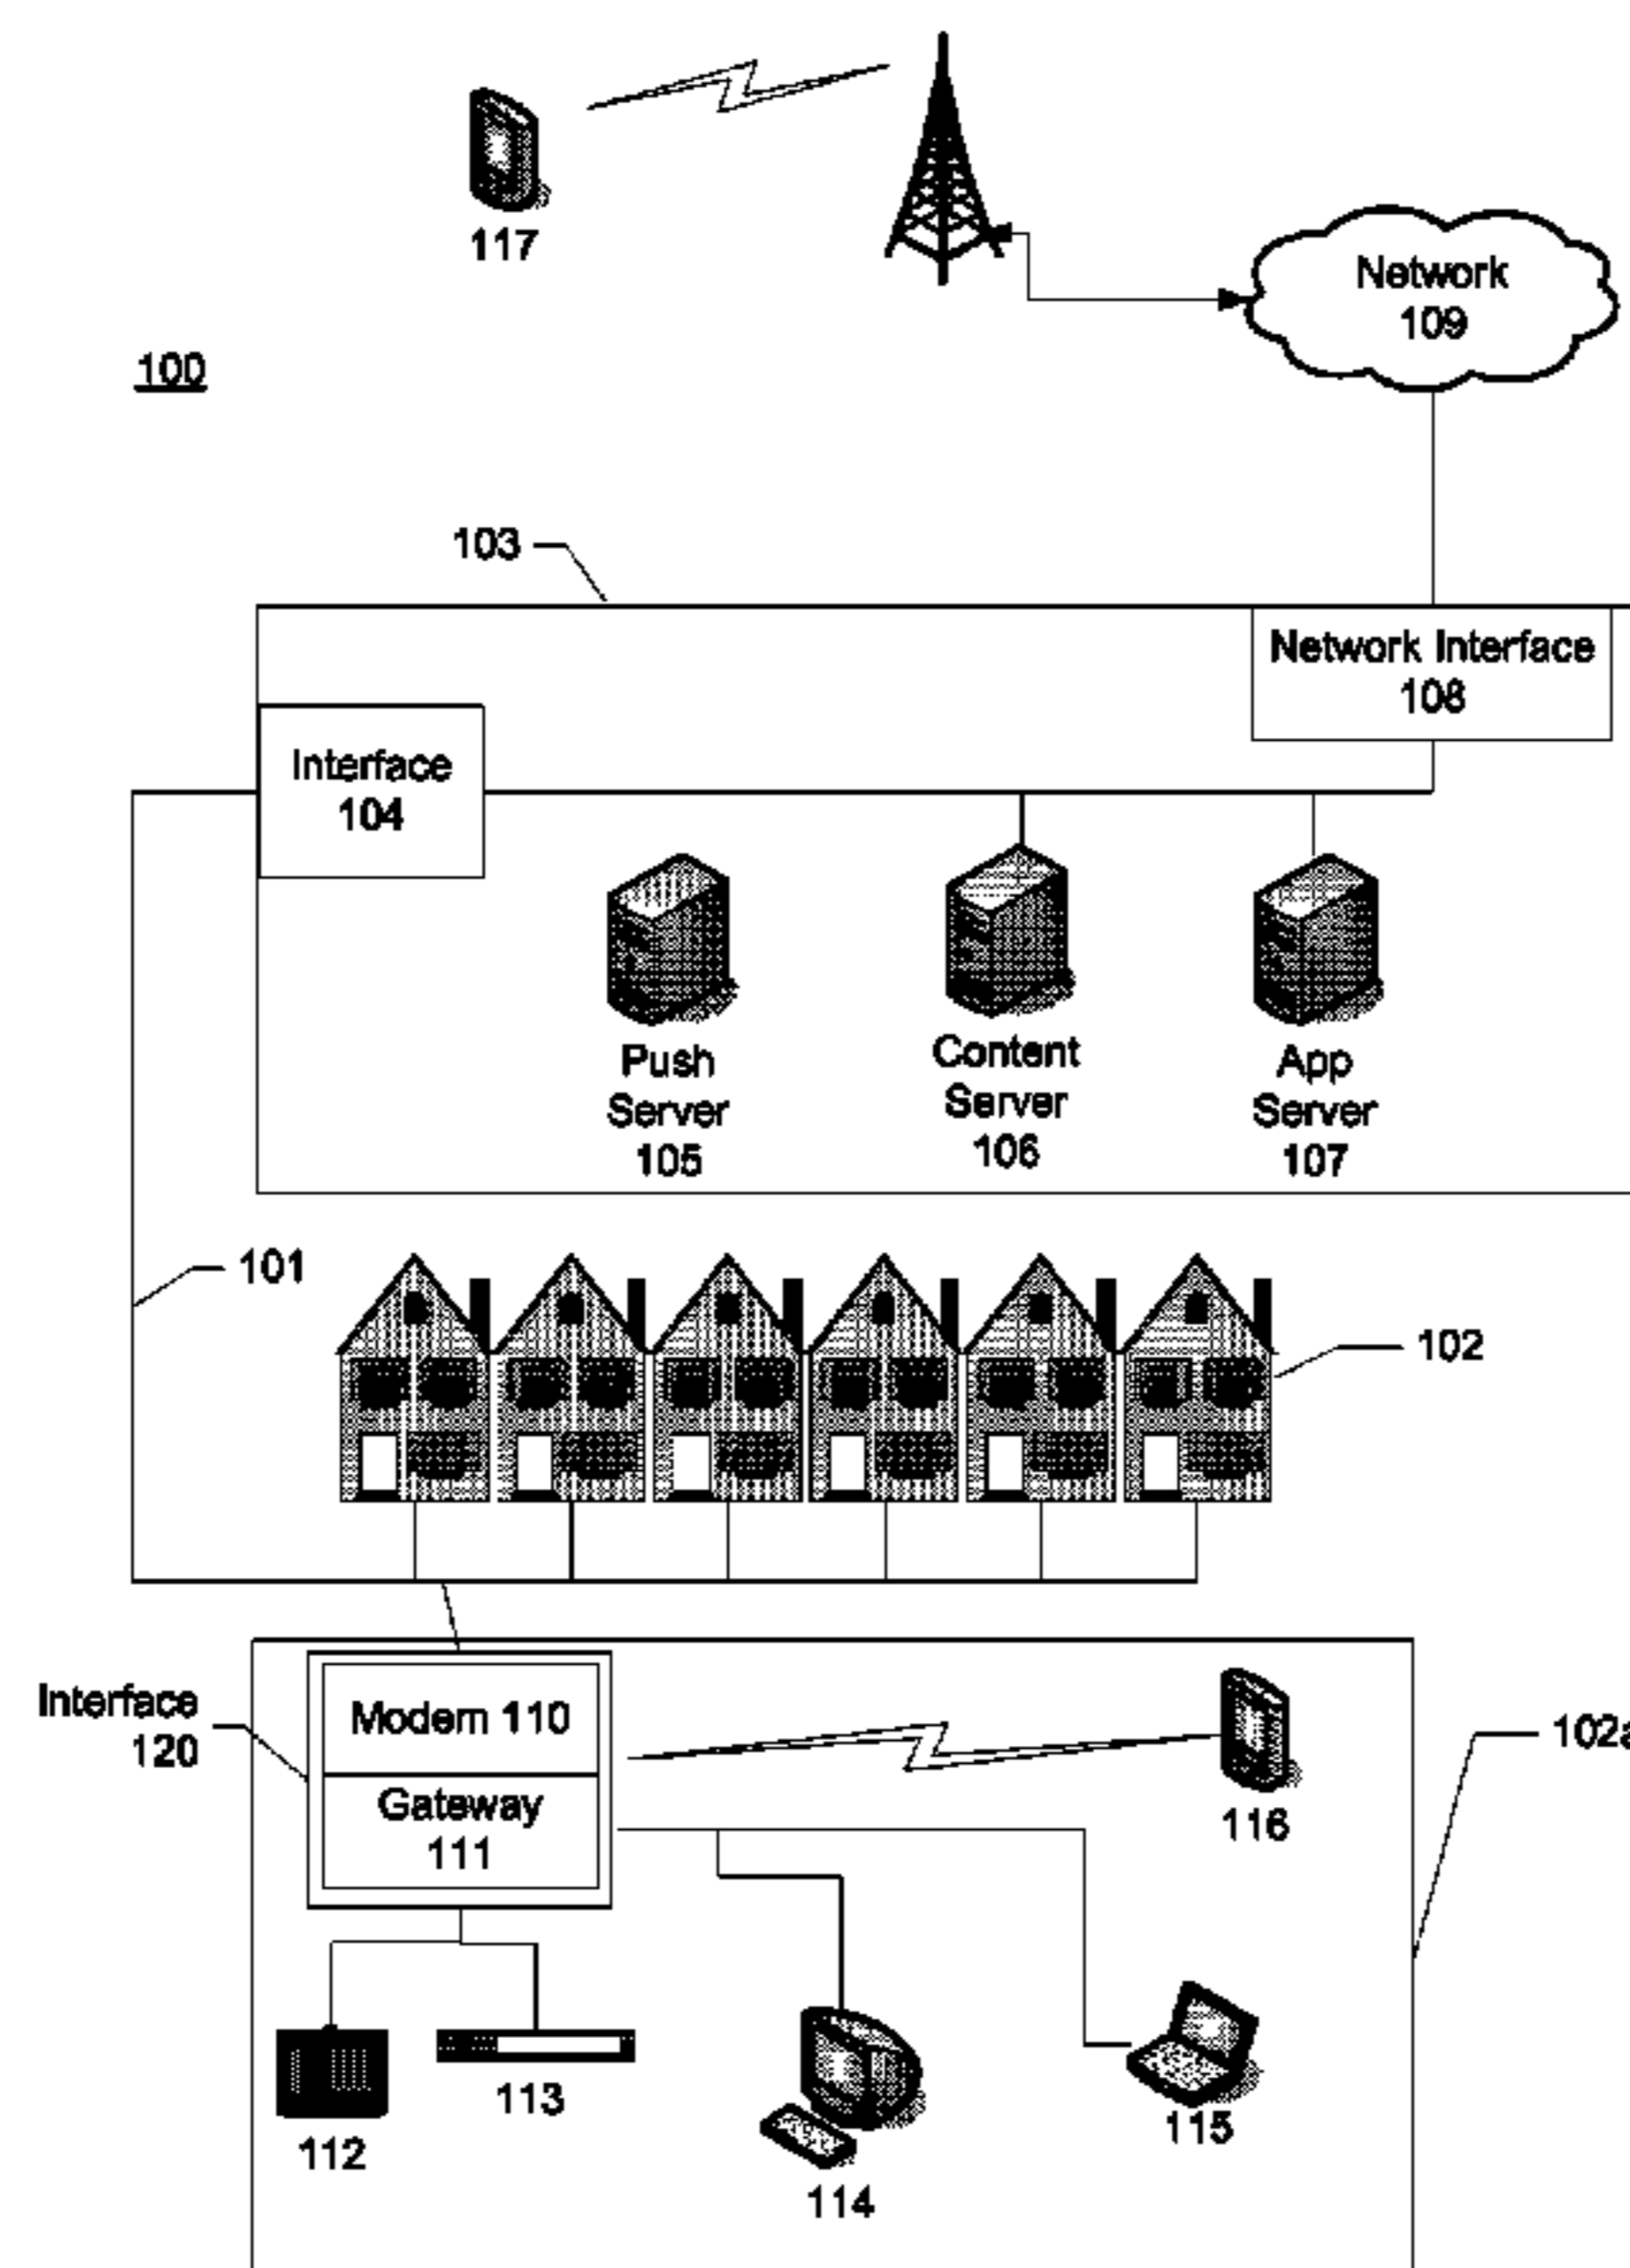 117
Network
109
100
103
Network Interface
108
Interface
104
Push
Server
105
Content
Server
106
App
Server
107
101
102
Interface
120
Modem 110
Gateway
111
102a
116
112
113
114
115